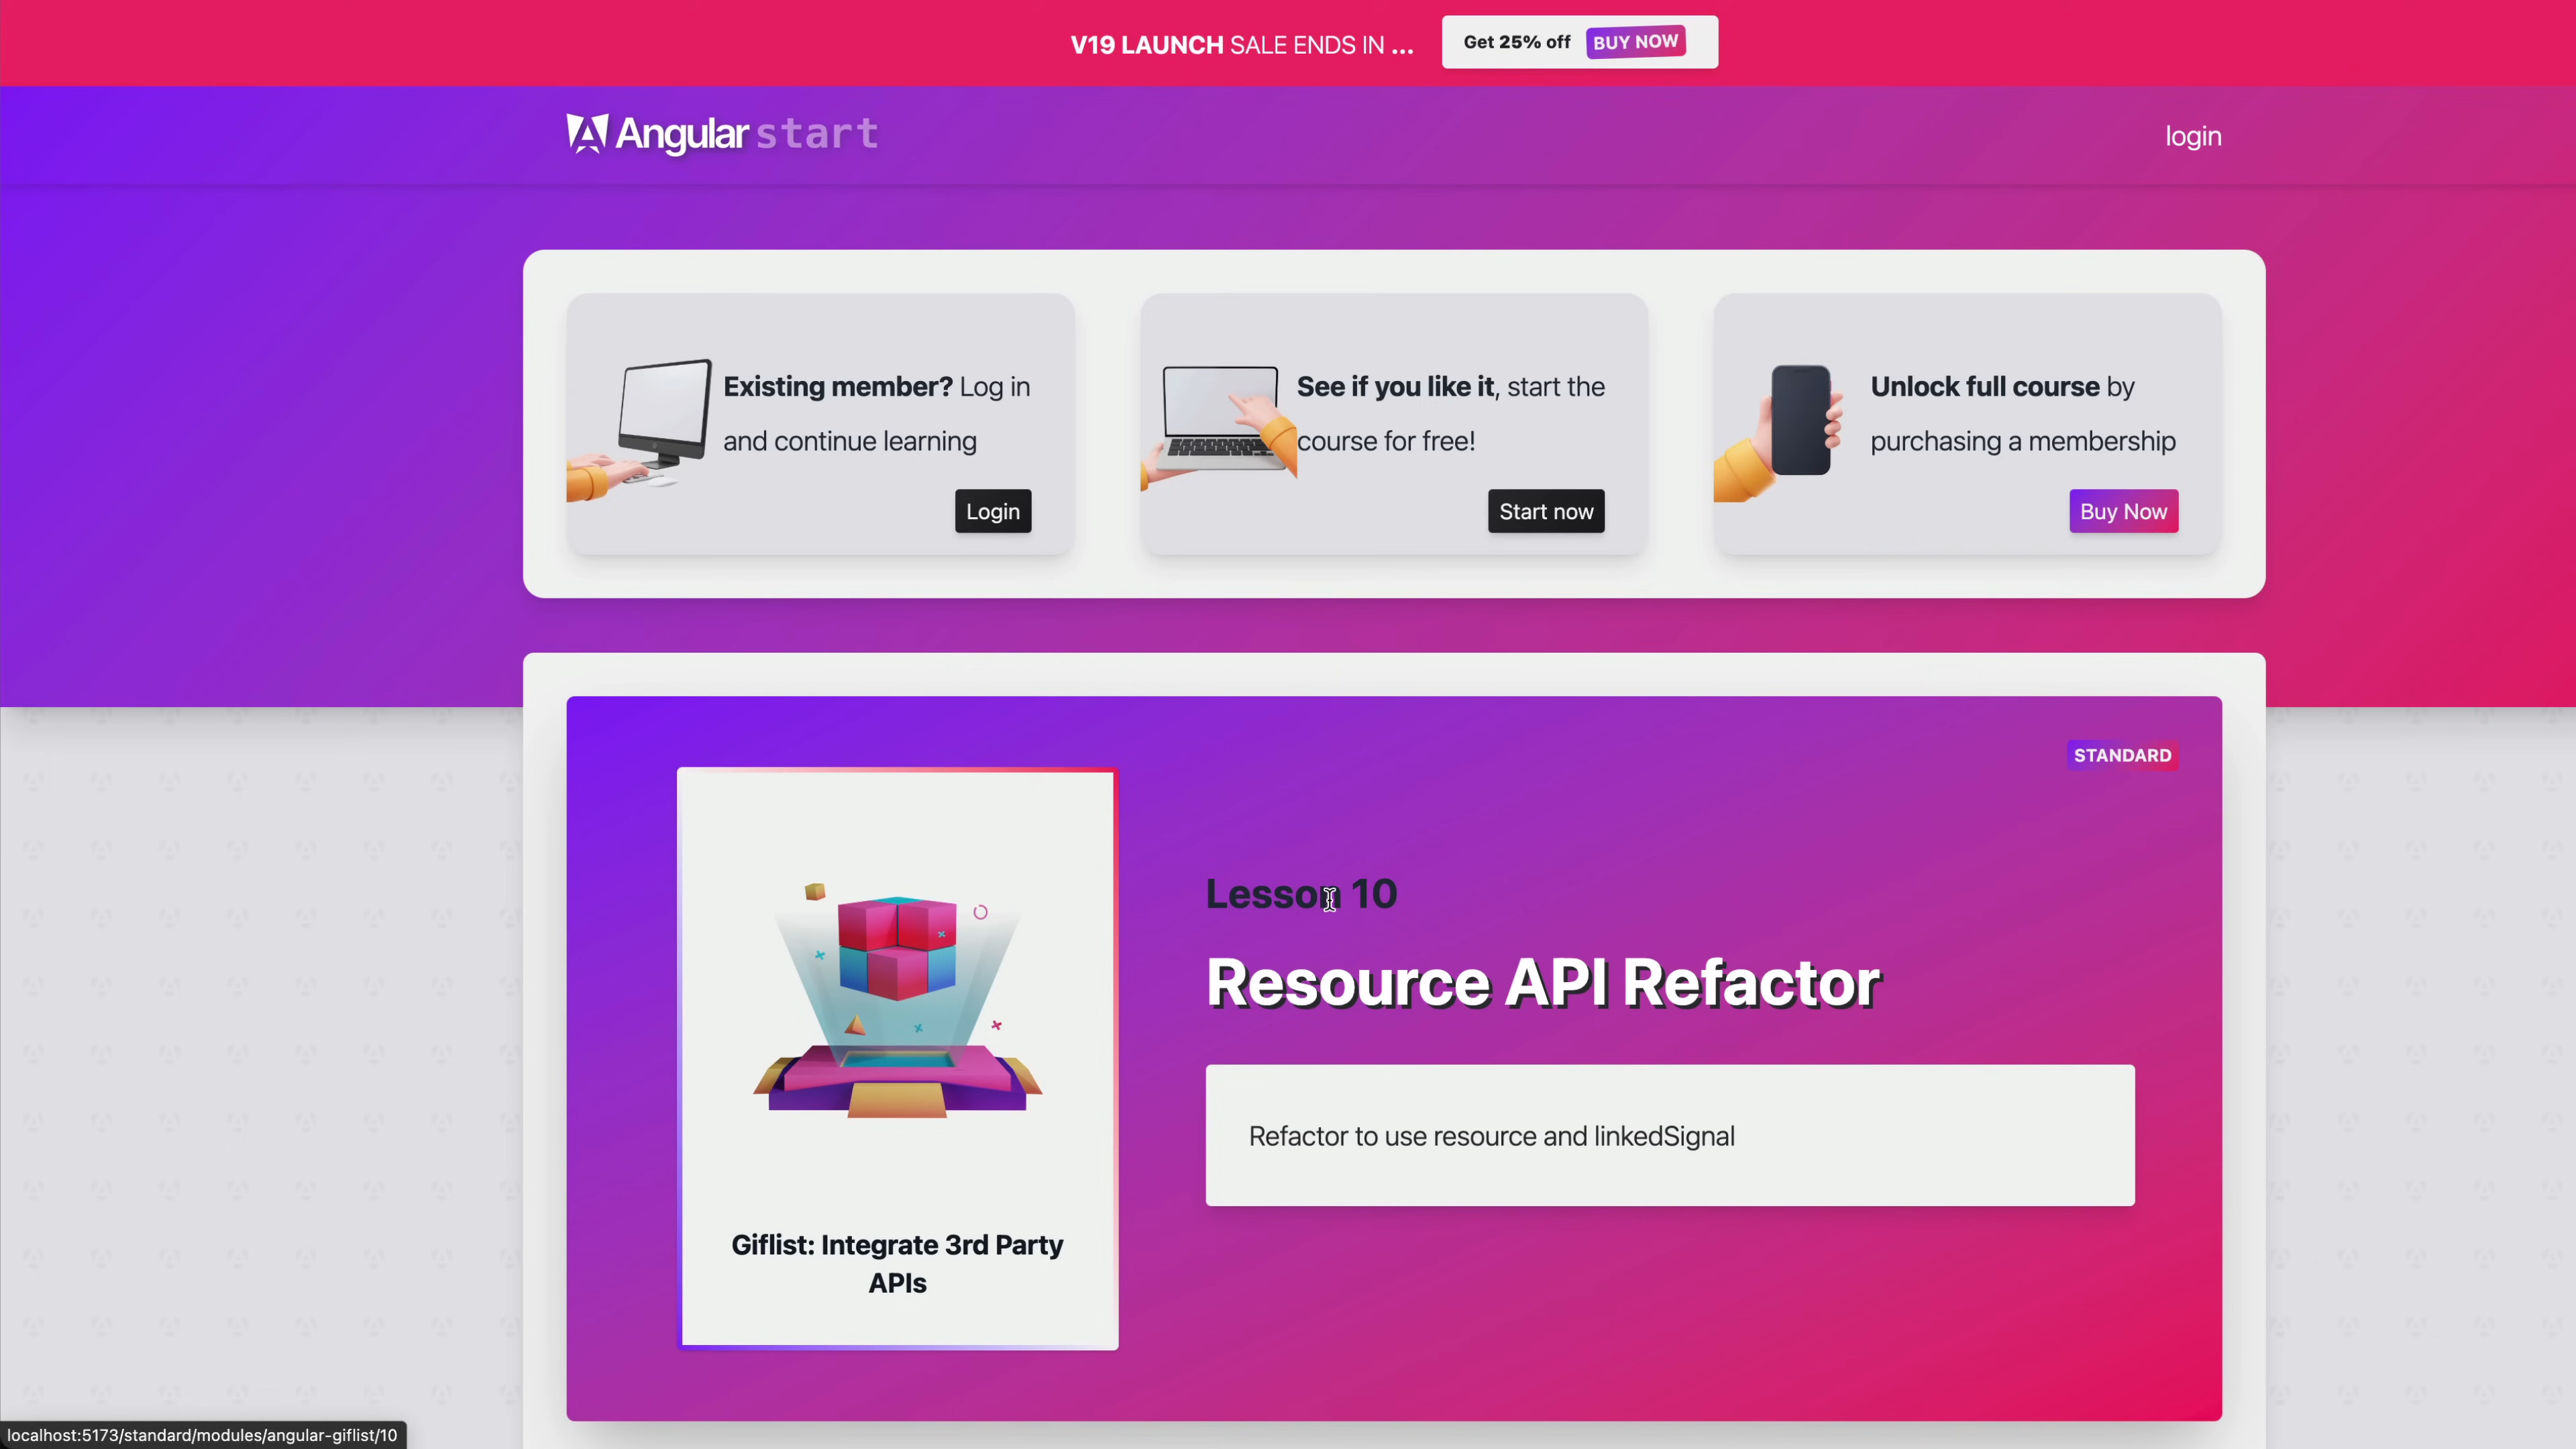 V19 LAUNCH SALE ENDS IN ...
Get 25% off
BUY NOW
Angular start
login
Existing member? Log in
and continue learning
Login
See if you like it, start the
course for free!
Start now
Unlock full course by
purchasing a membership
Buy Now
STANDARD
Lesson 10
Resource API Refactor
Refactor to use resource and linkedSignal
Giflist: Integrate 3rd Party
APIs
localhost:5173/standard/modules/angular-giflist/10